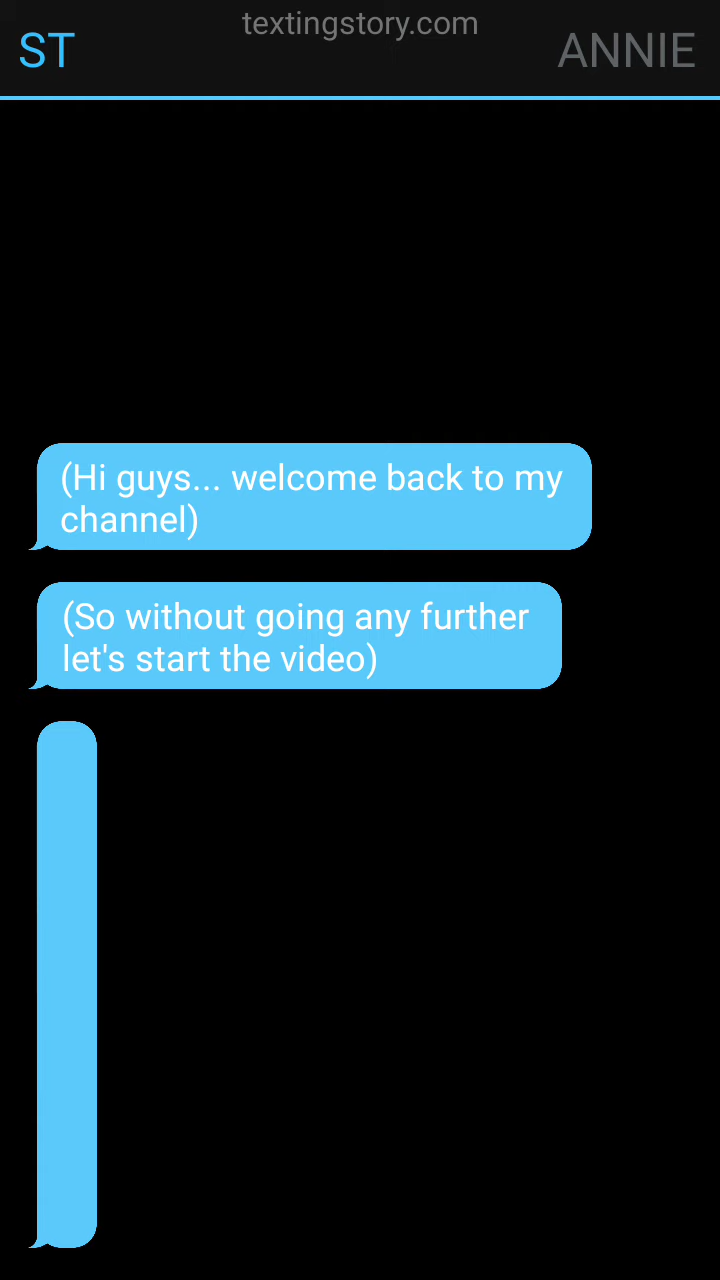 textingstory.com
ST
ANNIE
(Hi guys... welcome back to my
channel)
(So without going any further
let's start the video)